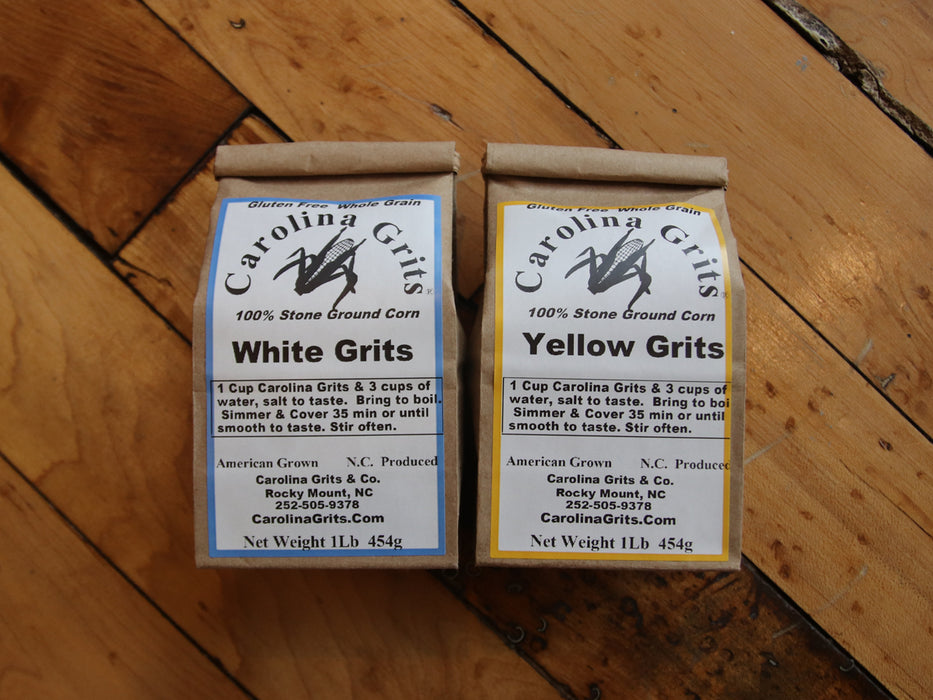 Gluten Free Whole Grain
Carolina Grits
100% Stone Ground Corn
White Grits
1 Cup Carolina Grits & 3 cups of
water, salt to taste. Bring to boil.
Simmer & Cover 35 min or until
smooth to taste. Stir often.
American Grown N.C. Produced
Carolina Grits & Co.
Rocky Mount, NC
252-505-9378
CarolinaGrits.Com
Net Weight 1Lb 454g
Gluten Free Whole Grain
Carolina Grits
100% Stone Ground Corn
Yellow Grits
1 Cup Carolina Grits & 3 cups of
water, salt to taste. Bring to boi
Simmer & Cover 35 min or until
smooth to taste. Stir often.
American Grown N.C. Produced
Carolina Grits & Co.
Rocky Mount, NC
252-505-9378
CarolinaGrits.Com
Net Weight 1Lb 454g